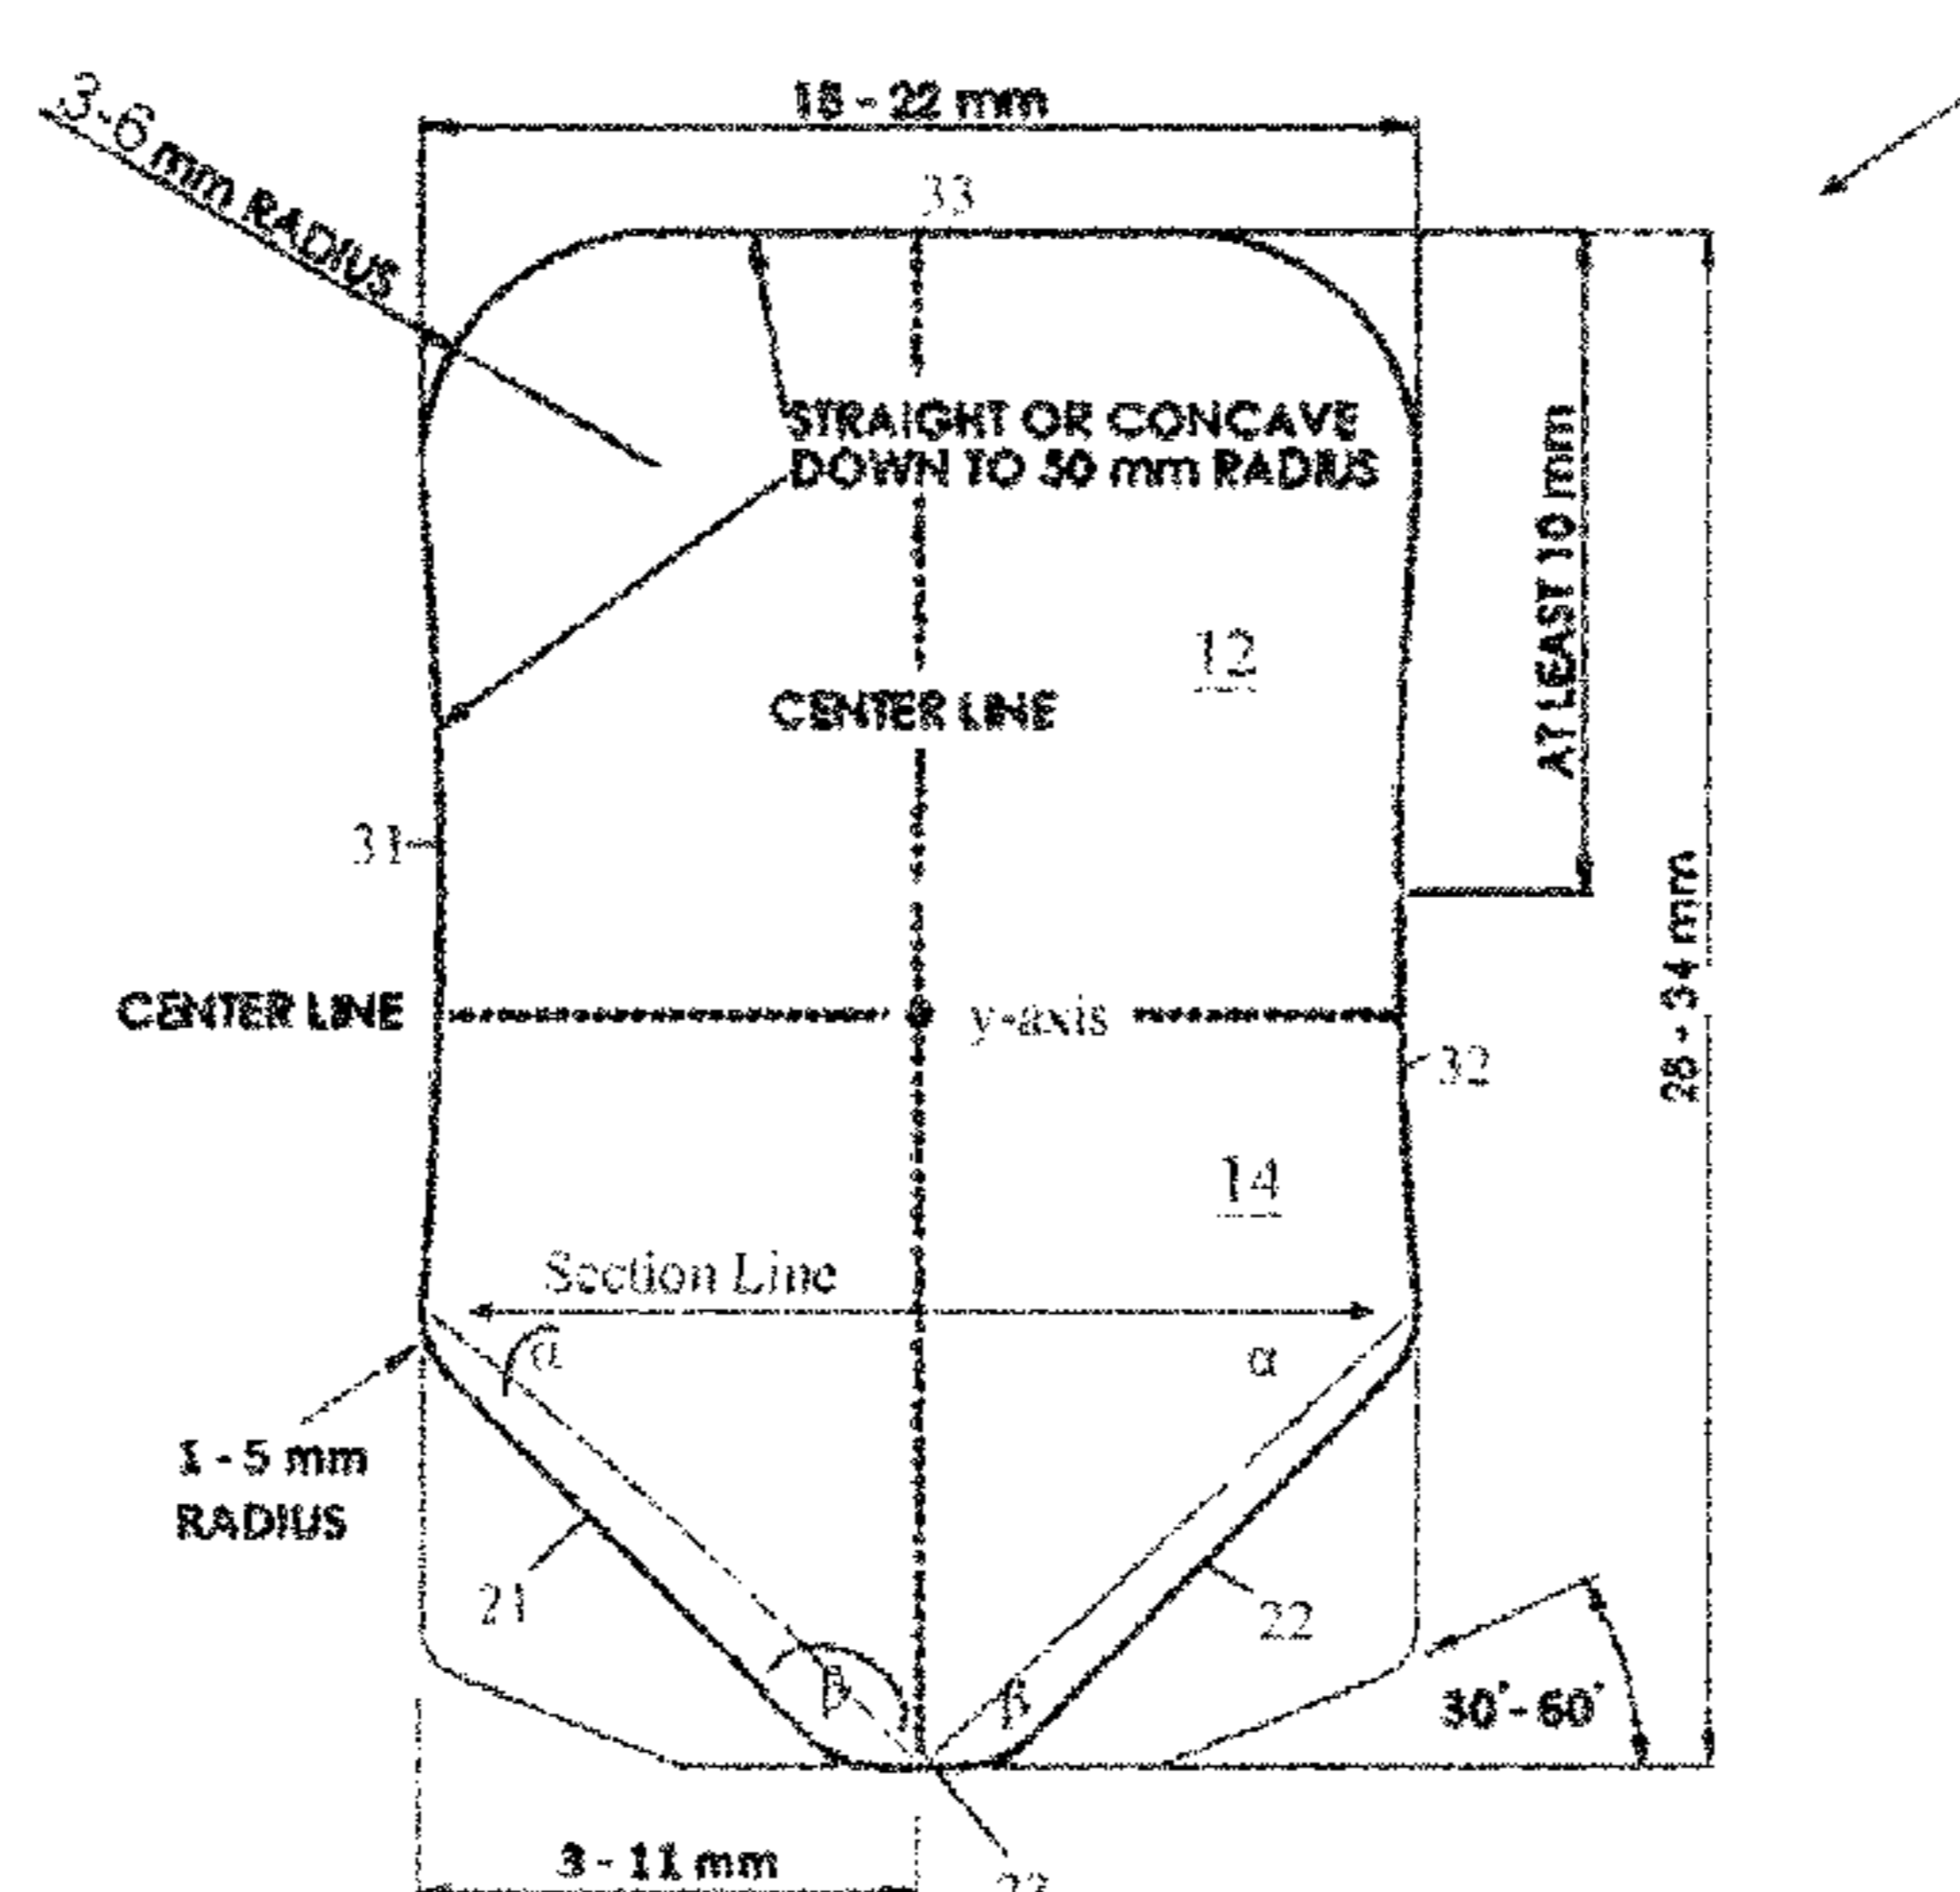 18 - 22 mm
3-6 mm RADIUS
33
STRAIGHT OR CONCAVE
DOWN TO 50 mm RADIUS
AT LEAST 10 mm
12
CENTER LINE
31
28 - 34 mm
CENTER LINE
y-axis
32
14
Section Line
α
α
1 - 5 mm
RADIUS
21
22
β
β
30° - 60°
3 - 11 mm